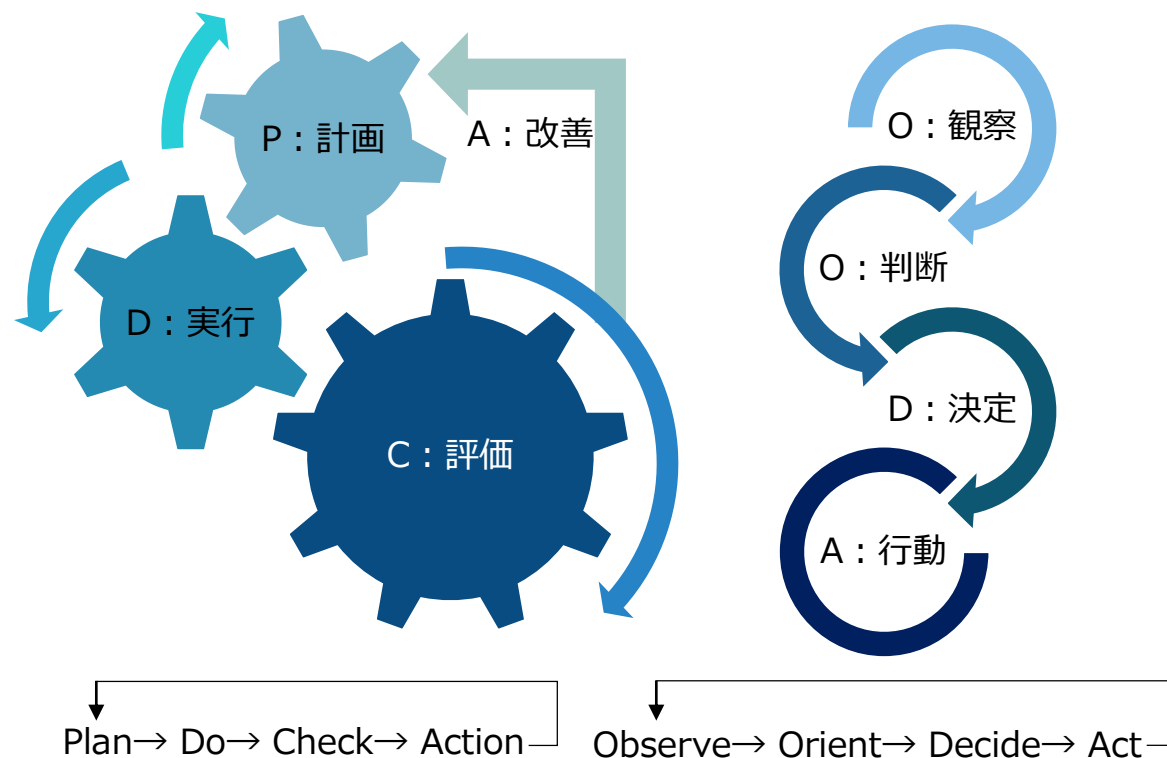 P：計画
A：改善
D：実行
C：評価
O：観察
O：判断
D：決定
A：行動
Plan→ Do→ Check→ Action
Observe→ Orient→ Decide→ Act